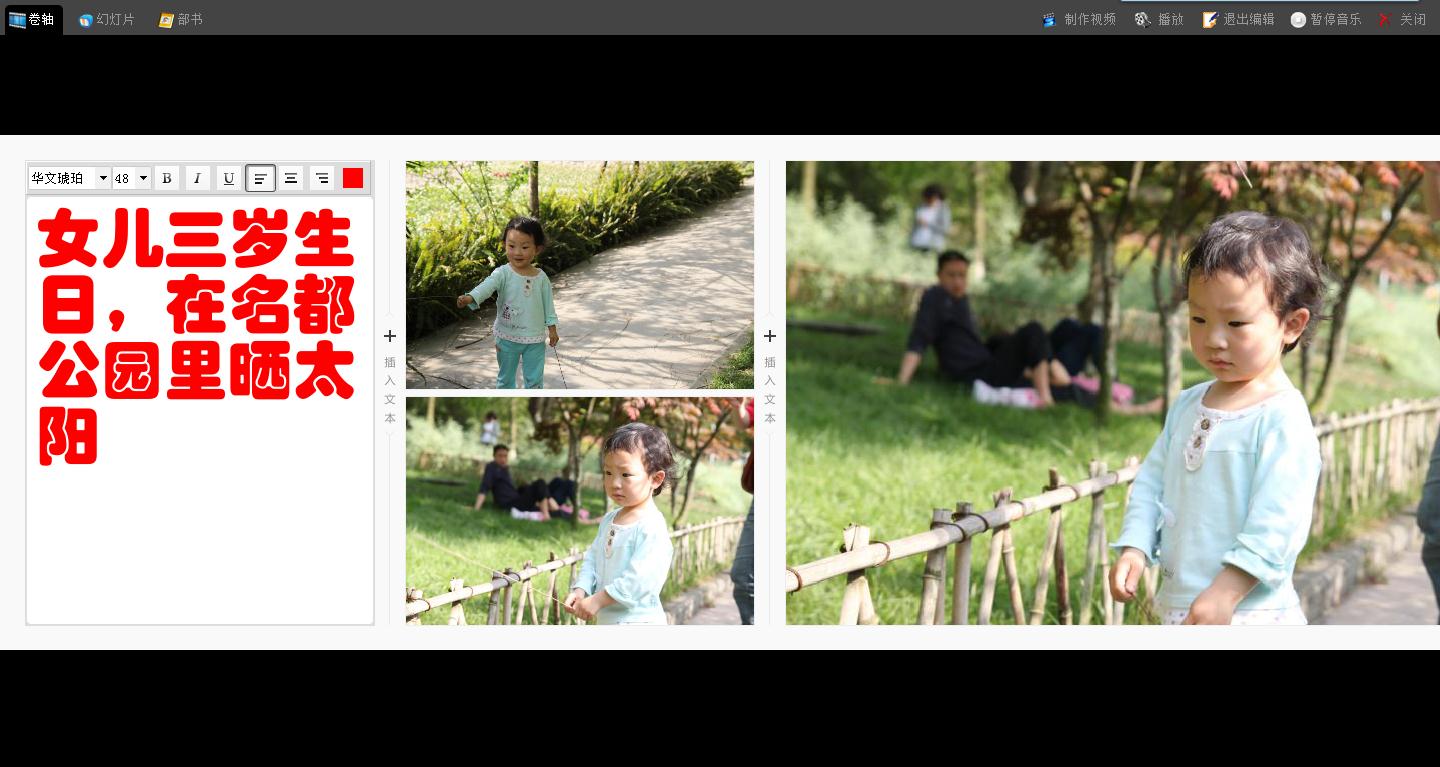 卷轴 幻灯片 部书 制作视频 播放 退出编辑 暂停音乐 关闭
华文琥珀 48 B I U
女儿三岁生
日，在名都
公园里晒太
阳
插入文本
插入文本